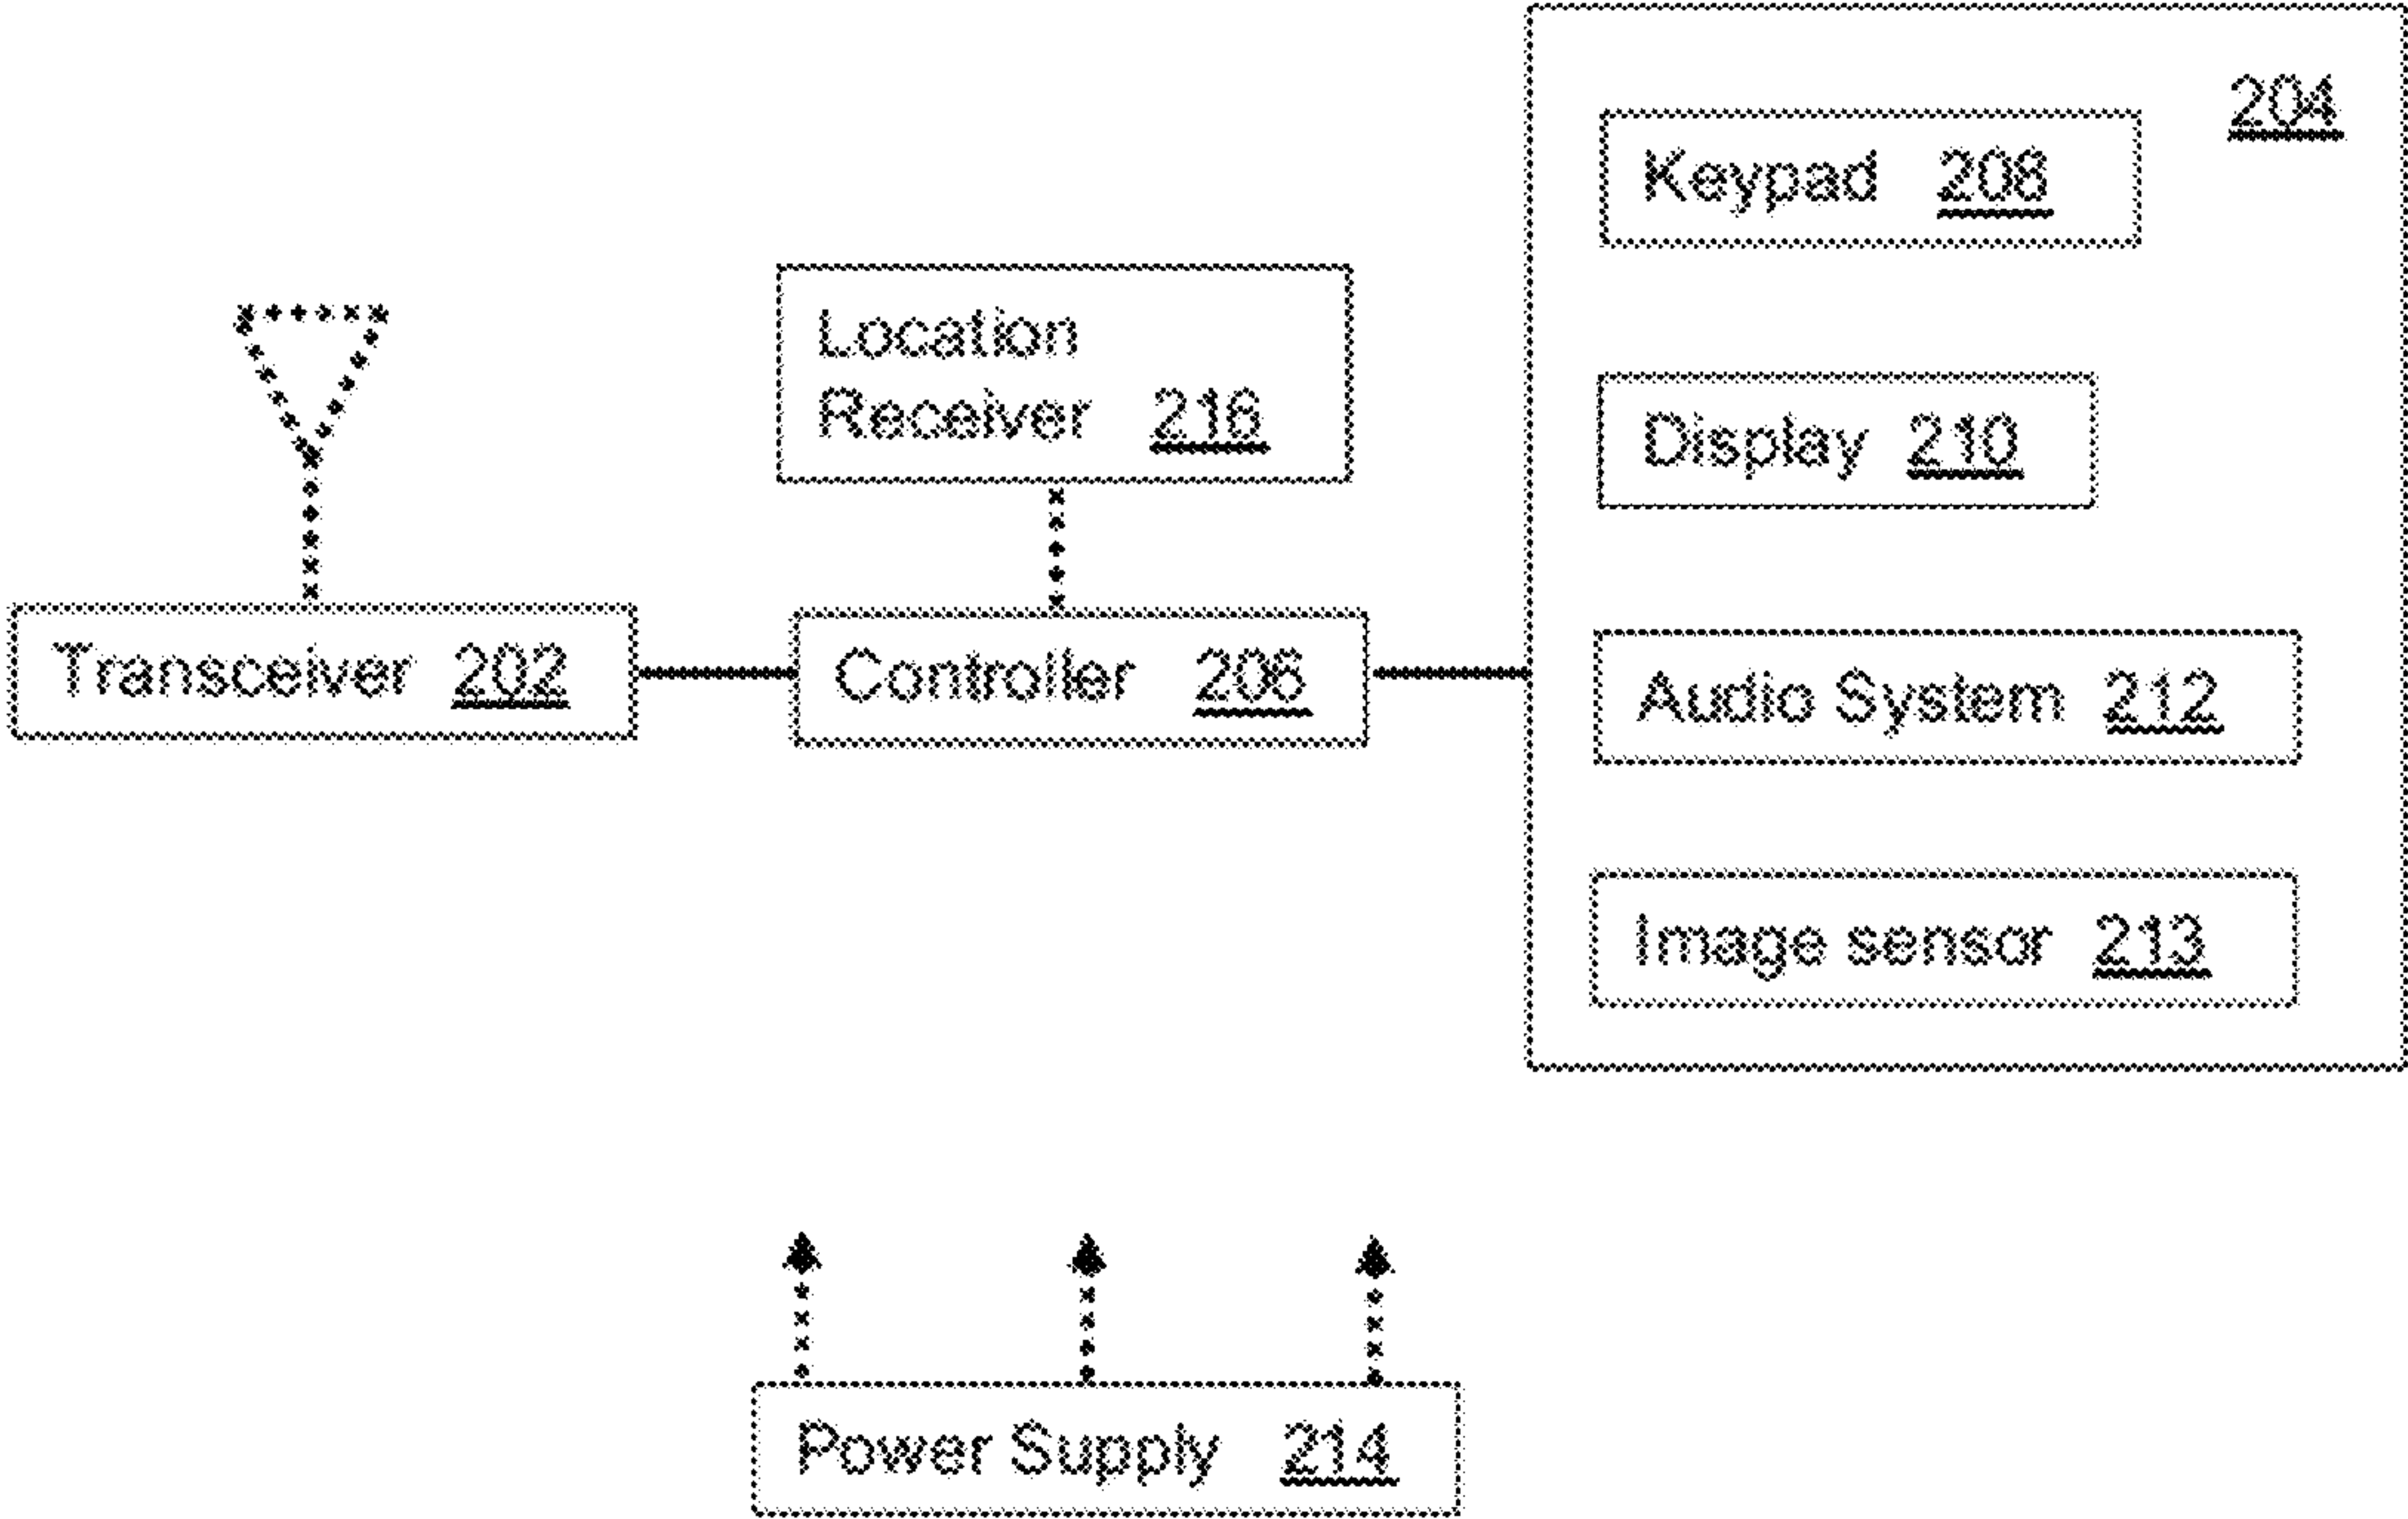 204
Keypad 208
Location
Receiver 216
Display 210
Transceiver 202
Controller 206
Audio System 212
Image sensor 213
Power Supply 214